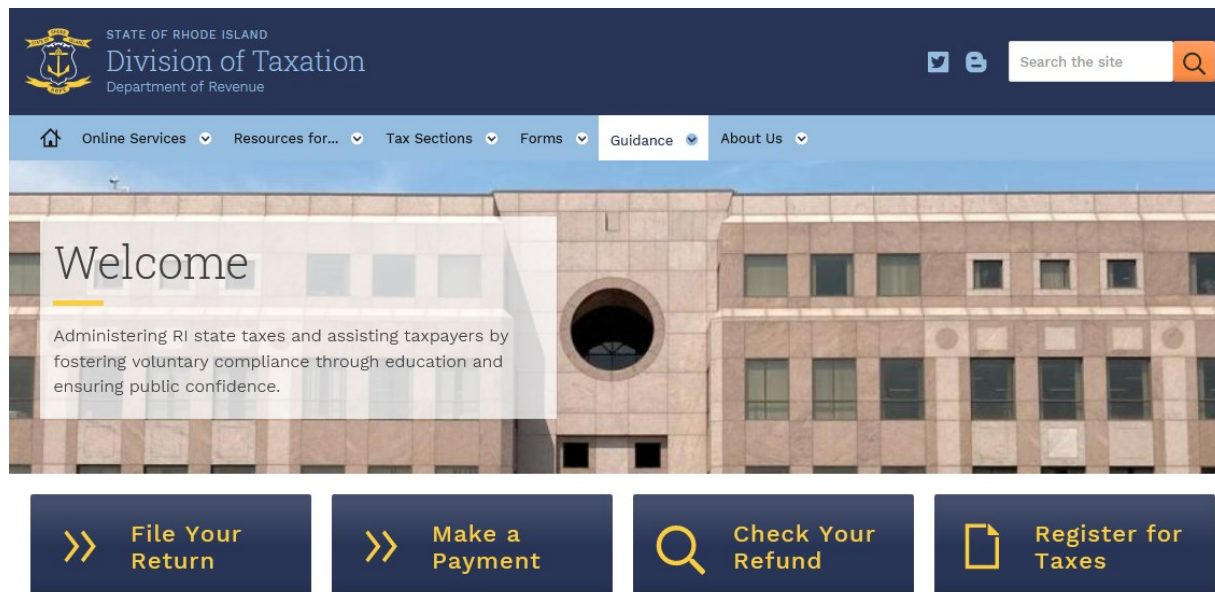 STATE OF RHODE ISLAND
Division of Taxation
Department of Revenue
Search the site
Online Services
Resources for...
Tax Sections
Forms
Guidance
About Us
Welcome
Administering RI state taxes and assisting taxpayers by
fostering voluntary compliance through education and
ensuring public confidence.
File Your
Return
Make a
Payment
Check Your
Refund
Register for
Taxes